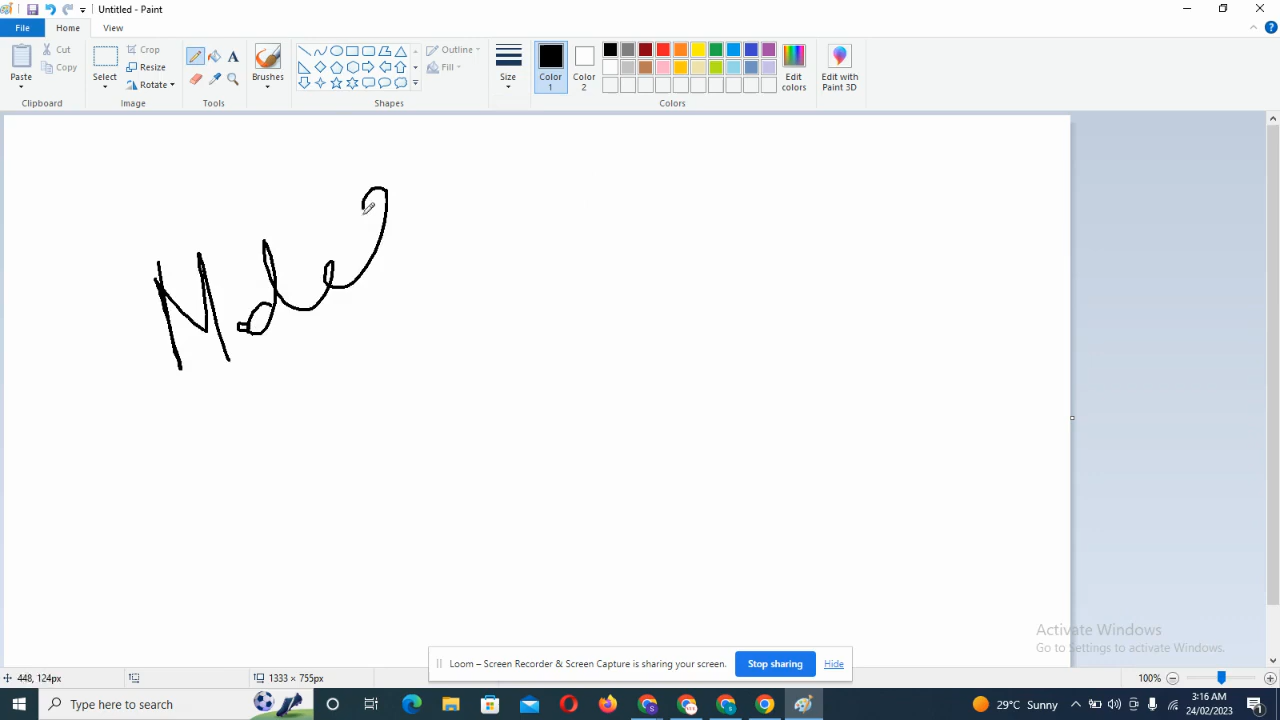 Untitled - Paint
File
Home
View
Paste
Cut
Copy
Clipboard
Select
Crop
Resize
Rotate
Image
A
Tools
Brushes
Outline
Fill
Shapes
Size
Color 1
Color 2
Edit colors
Colors
Edit with Paint 3D
Activate Windows
Go to Settings to activate Windows.
Loom – Screen Recorder & Screen Capture is sharing your screen.
Stop sharing
Hide
448, 124px
1333 × 755px
100%
Type here to search
29°C Sunny
3:16 AM
24/02/2023